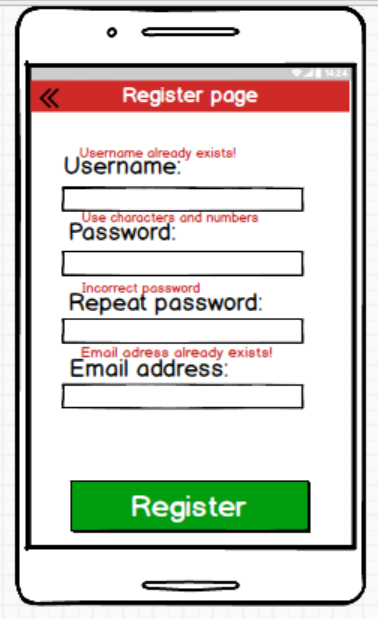 14:24
Register page
Username already exists!
Username:
Use characters and numbers
Password:
Incorrect password
Repeat password:
Email adress already exists!
Email address:
Register